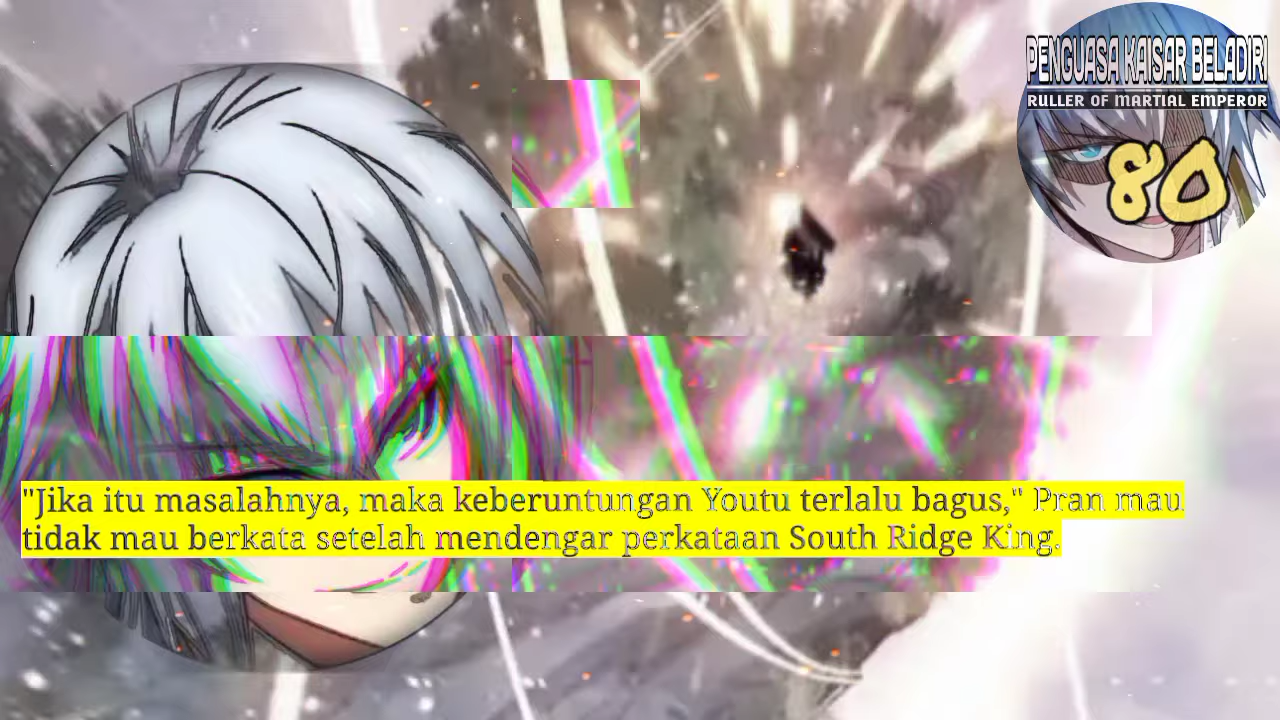 PENGUASA KAISAR BELADIRI
RULLER OF MARTIAL EMPEROR
80
"Jika itu masalahnya, maka keberuntungan Youtu terlalu bagus," Pran mau
tidak mau berkata setelah mendengar perkataan South Ridge King.